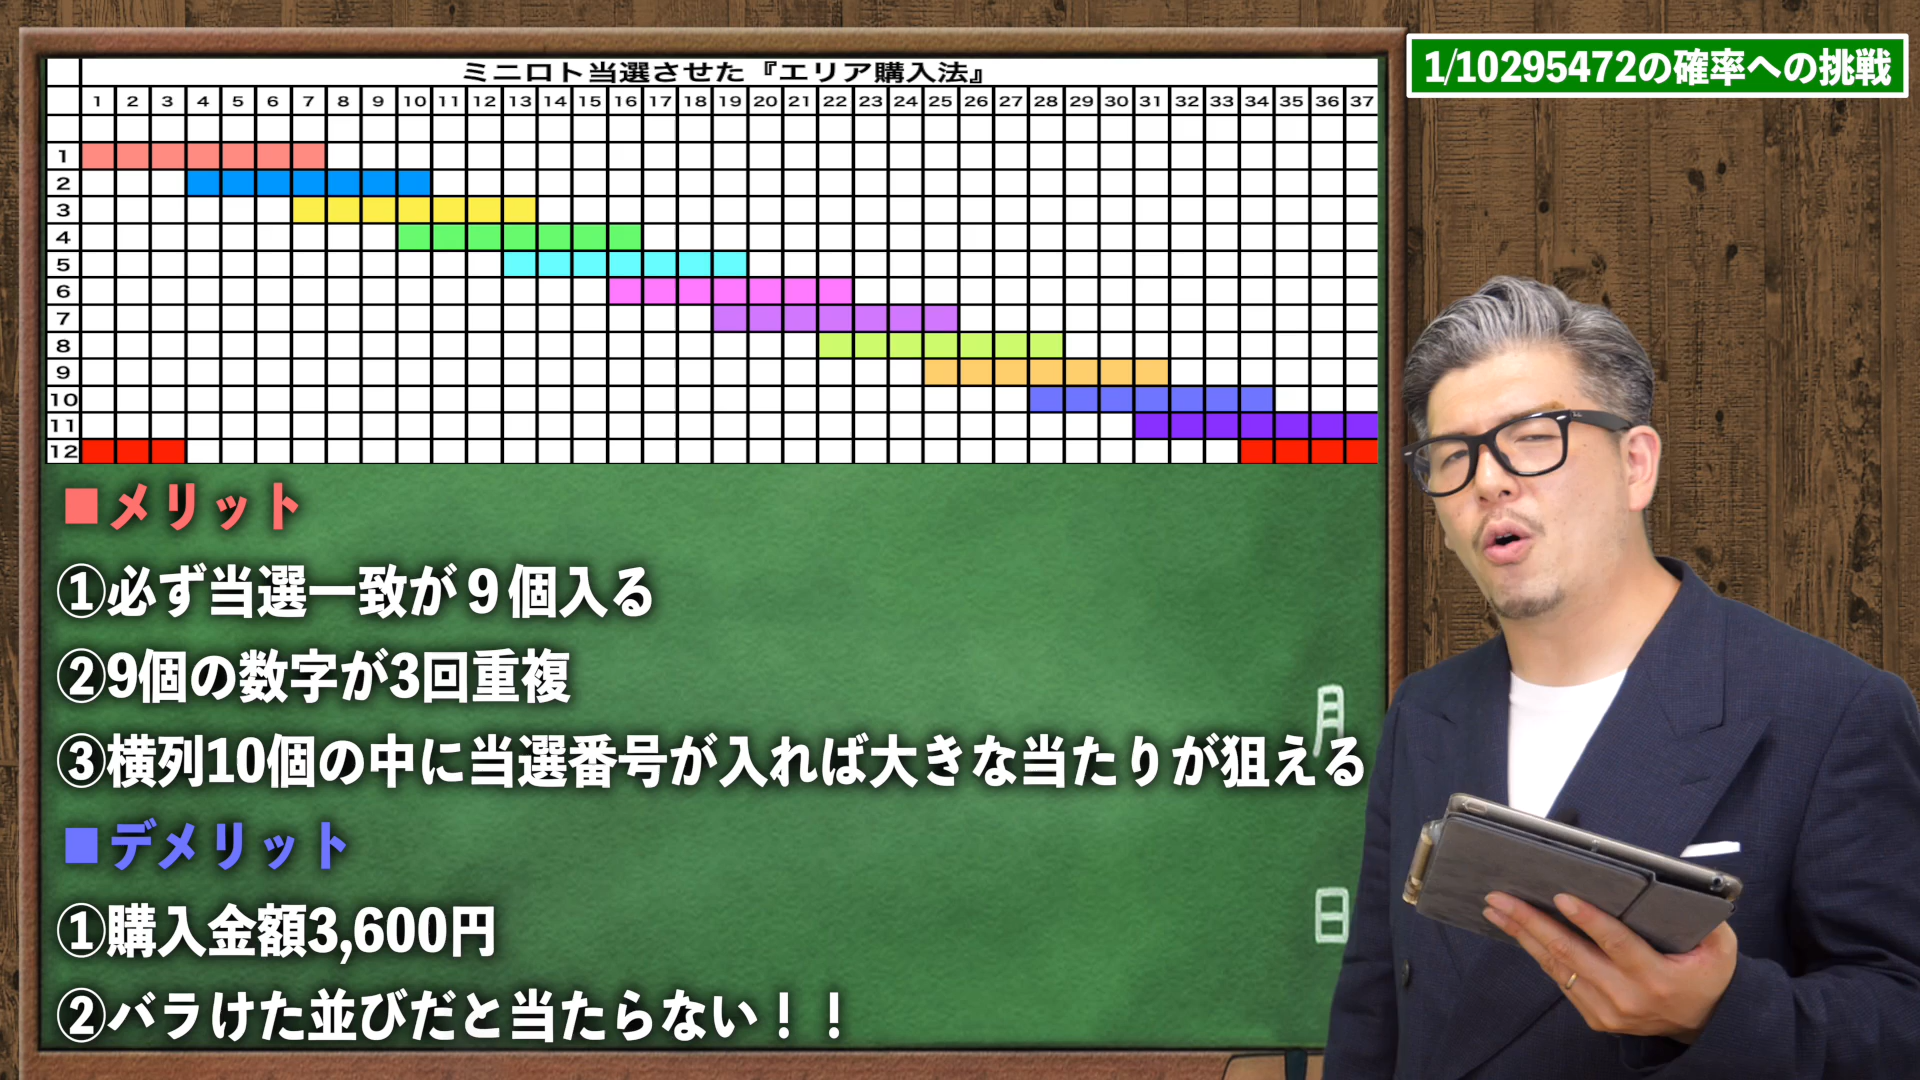 1/10295472の確率への挑戦
ミニロト当選させた『エリア購入法』
1 2 3 4 5 6 7 8 9 10 11 12 13 14 15 16 17 18 19 20 21 22 23 24 25 26 27 28 29 30 31 32 33 34 35 36 37
1
2
3
4
5
6
7
8
9
10
11
12
■メリット
①必ず当選一致が９個入る
②9個の数字が3回重複
③横列10個の中に当選番号が入れば大きな当たりが狙える
■デメリット
①購入金額3,600円
②バラけた並びだと当たらない！！
月
日